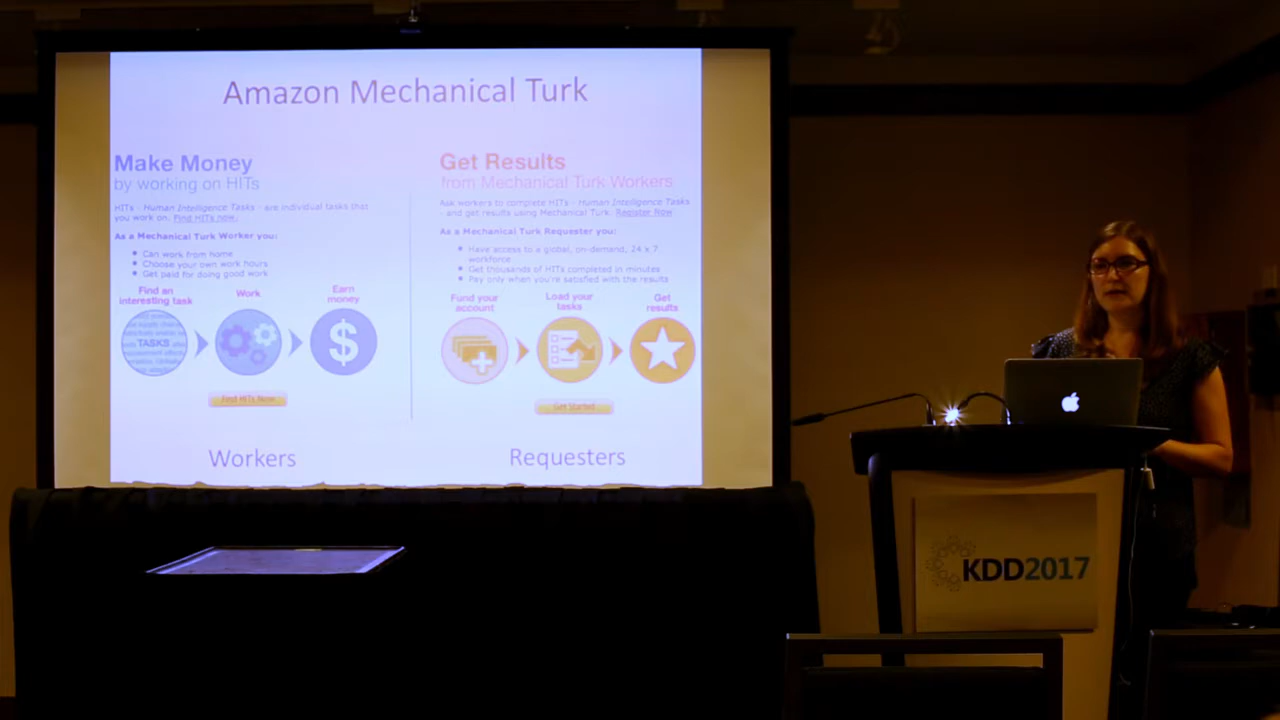 Amazon Mechanical Turk
Make Money
by working on HITs
HITs - Human Intelligence Tasks - are individual tasks that
you work on. Find HITs now.
As a Mechanical Turk Worker you:
Can work from home
Choose your own work hours
Get paid for doing good work
Find an
interesting task
Work
Earn
money
TASKS
Find HITs Now
Workers
Get Results
from Mechanical Turk Workers
Ask workers to complete HITs - Human Intelligence Tasks
- and get results using Mechanical Turk. Register Now
As a Mechanical Turk Requester you:
Have access to a global, on-demand, 24 x 7
workforce
Get thousands of HITs completed in minutes
Pay only when you're satisfied with the results
Fund your
account
Load your
tasks
Get
results
Get Started
Requesters
KDD2017